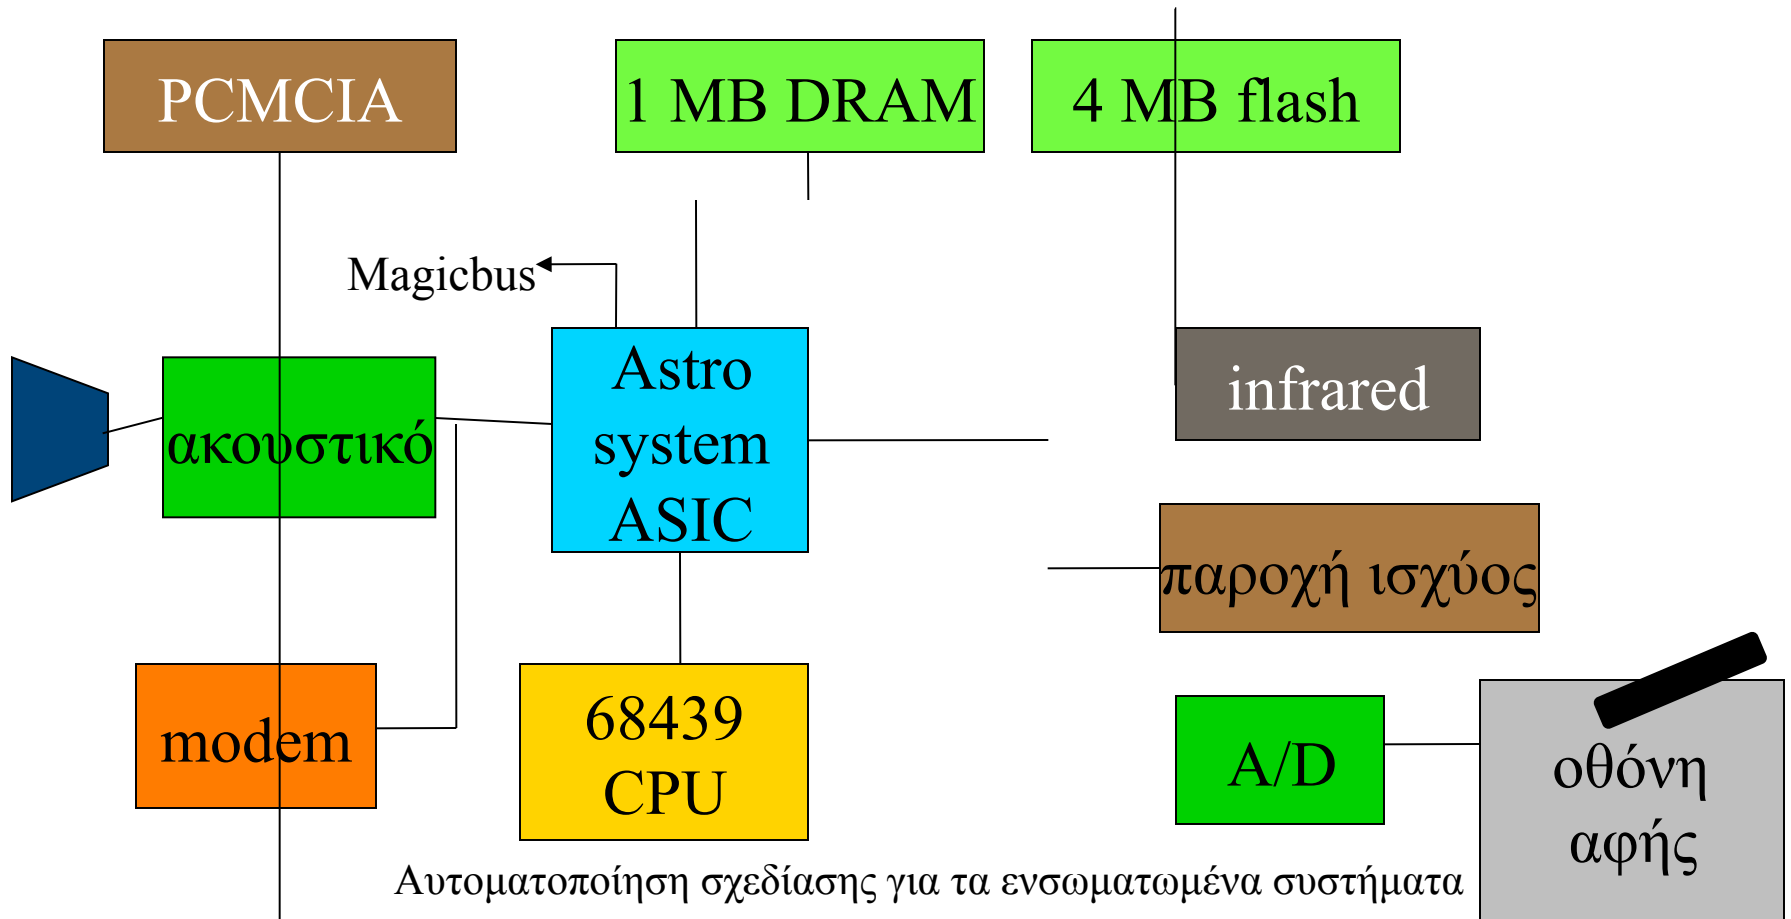 PCMCIA
1 MB DRAM
4 MB flash
Magicbus
Astro
system
ASIC
infrared
ακουστικό
παροχή ισχύος
modem
68439
CPU
A/D
οθόνη
αφής
Αυτοματοποίηση σχεδίασης για τα ενσωματωμένα συστήματα